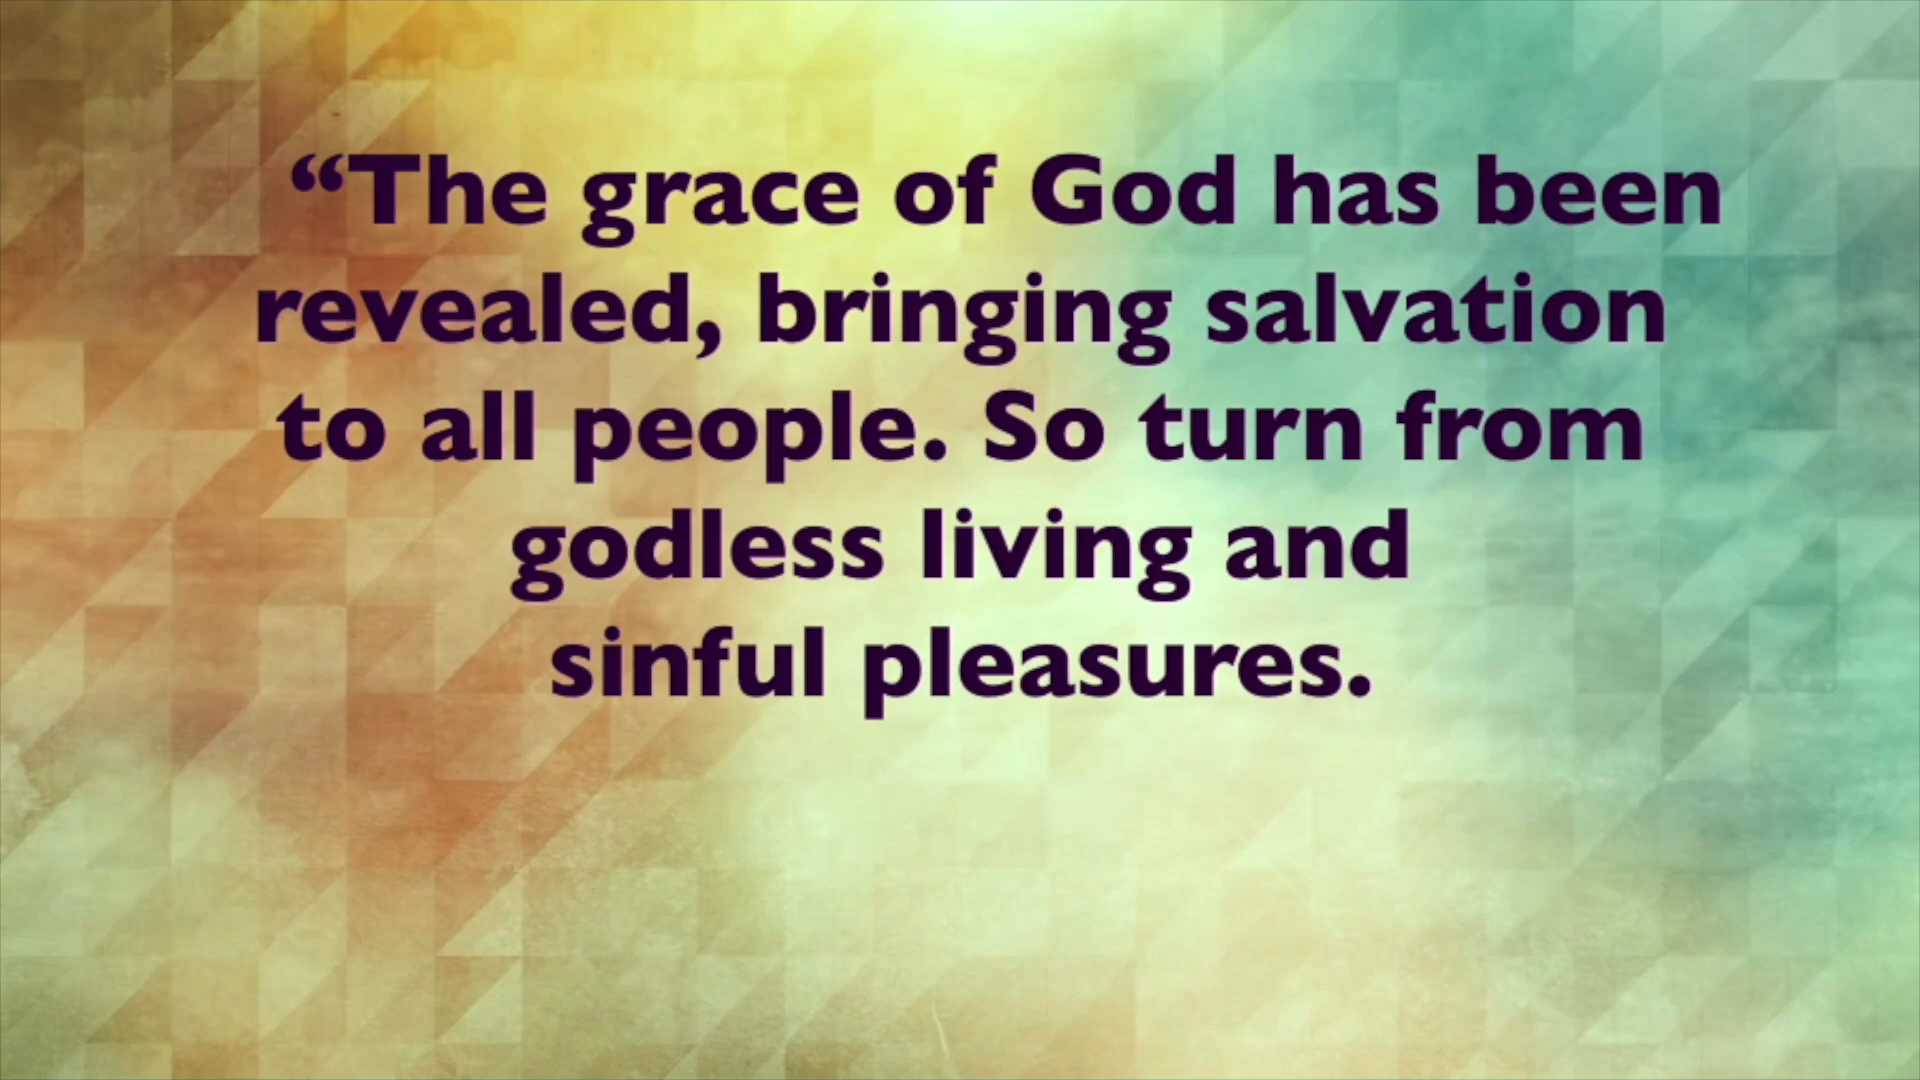 “The grace of God has been
revealed, bringing salvation
to all people. So turn from
godless living and
sinful pleasures.